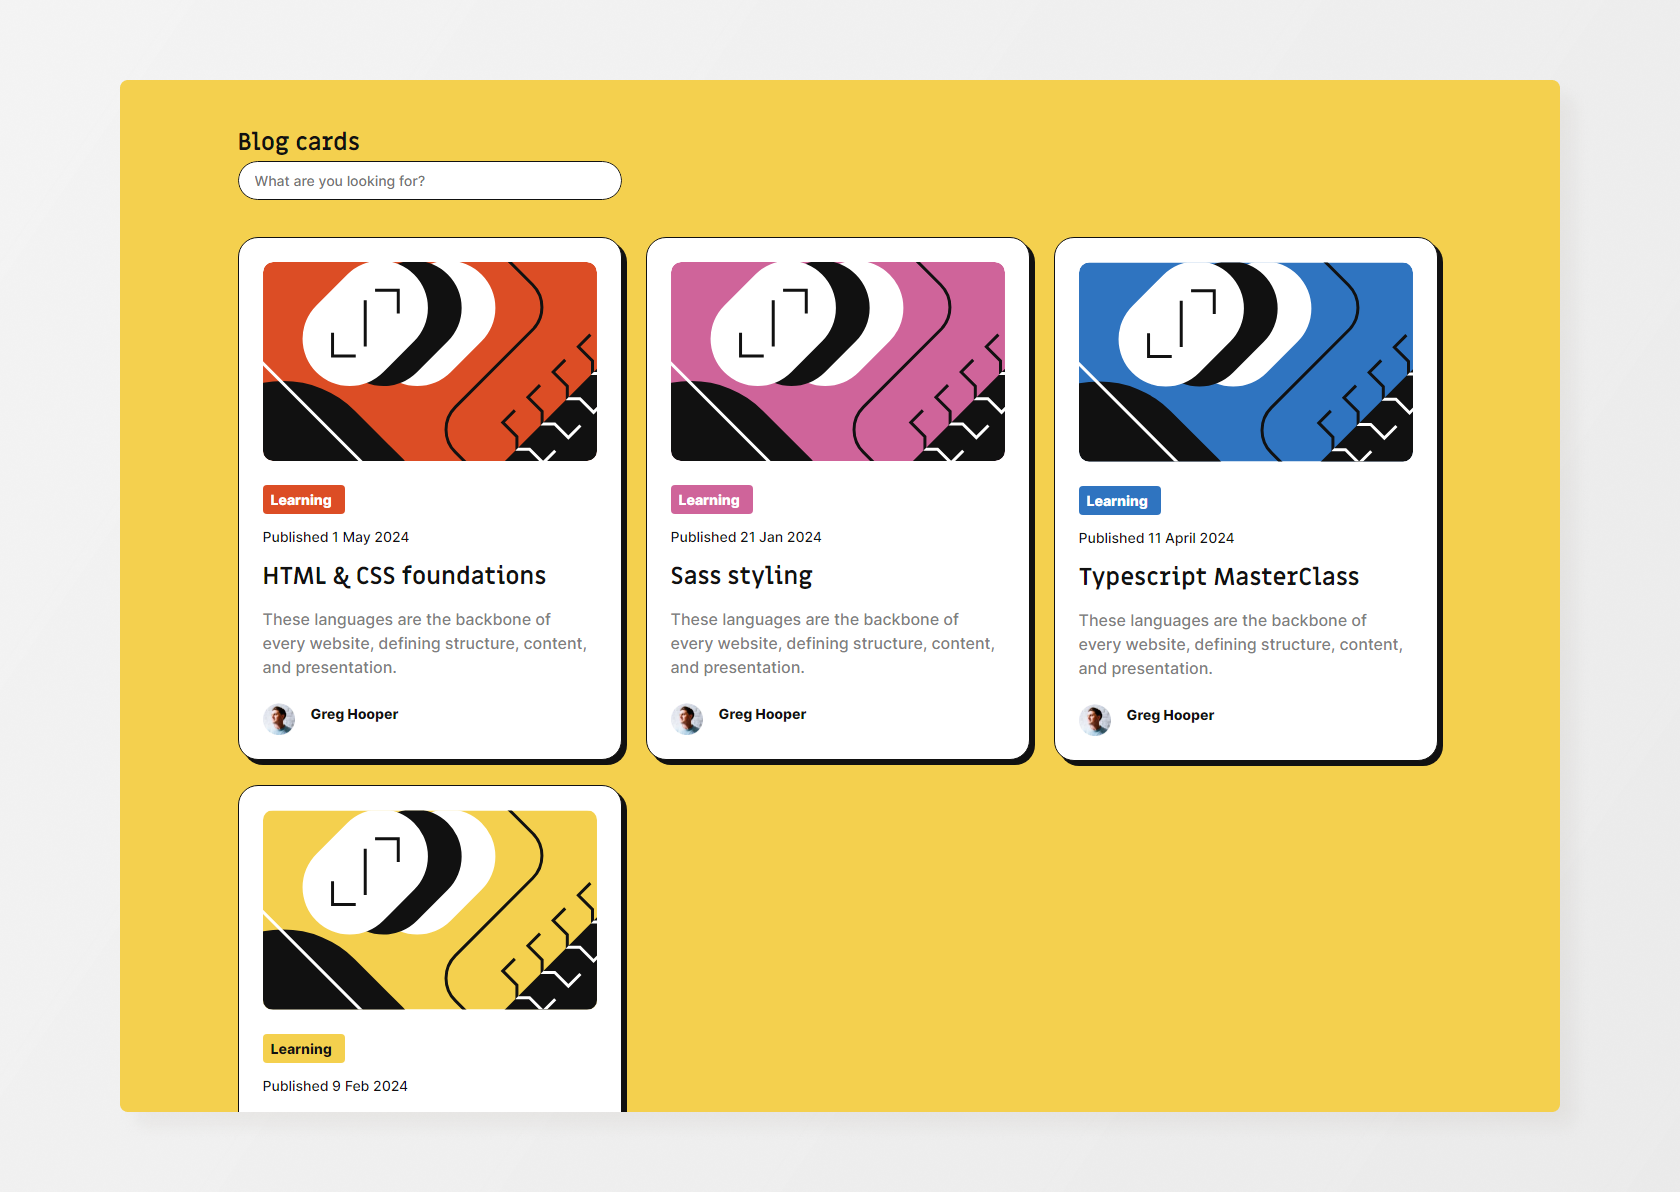 Blog cards
What are you looking for?
Learning
Published 1 May 2024
HTML & CSS foundations
These languages are the backbone of
every website, defining structure, content,
and presentation.
Greg Hooper
Learning
Published 21 Jan 2024
Sass styling
These languages are the backbone of
every website, defining structure, content,
and presentation.
Greg Hooper
Learning
Published 11 April 2024
Typescript MasterClass
These languages are the backbone of
every website, defining structure, content,
and presentation.
Greg Hooper
Learning
Published 9 Feb 2024